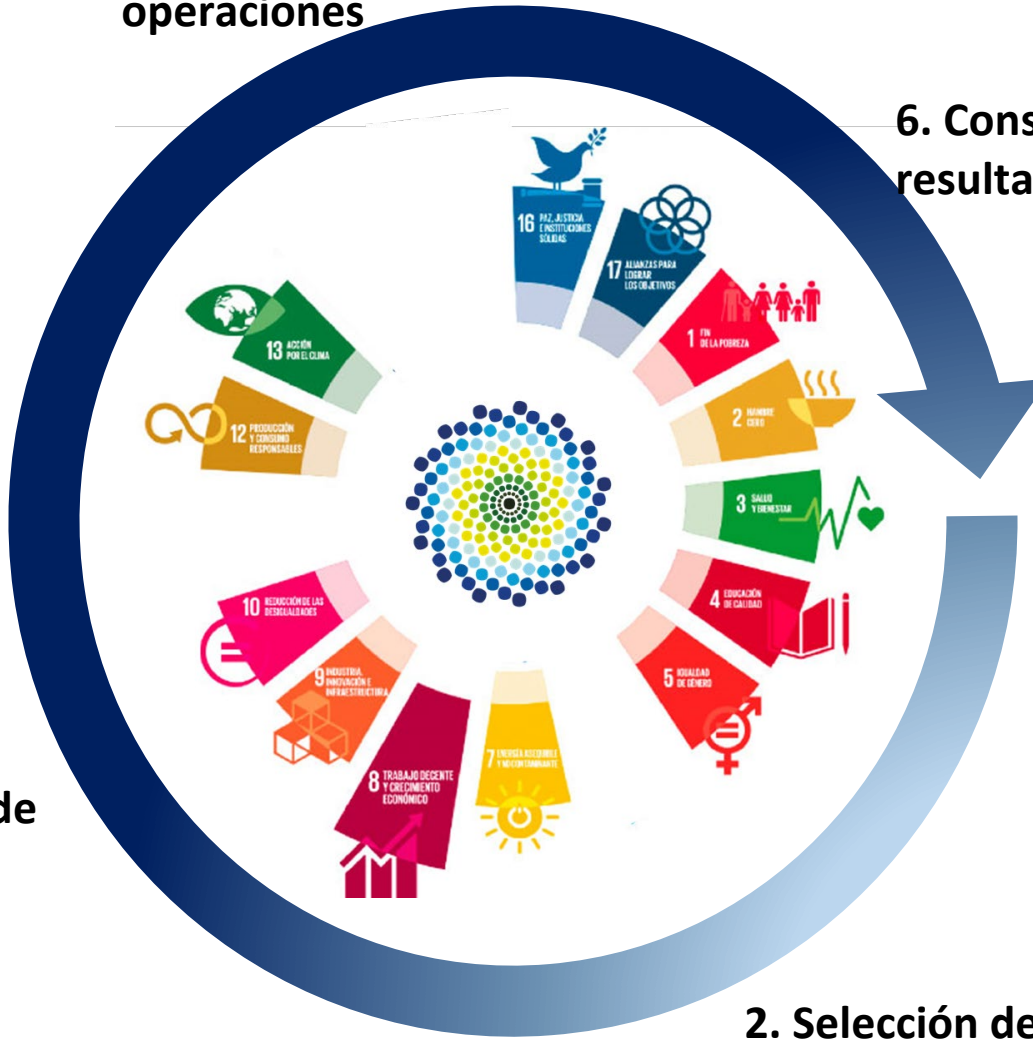 operaciones
6. Cons
resulta
16 PAZ, JUSTICIA
E INSTITUCIONES
SÓLIDAS
17 ALIANZAS PARA
LOGRAR
LOS OBJETIVOS
1 FIN
DE LA POBREZA
2 HAMBRE
CERO
3 SALUD
Y BIENESTAR
4 EDUCACIÓN
DE CALIDAD
5 IGUALDAD
DE GÉNERO
7 ENERGÍA ASEQUIBLE
Y NO CONTAMINANTE
8 TRABAJO DECENTE
Y CRECIMIENTO
ECONÓMICO
9 INDUSTRIA,
INNOVACIÓN E
INFRAESTRUCTURA
10 REDUCCIÓN DE LAS
DESIGUALDADES
12 PRODUCCIÓN
Y CONSUMO
RESPONSABLES
13 ACCIÓN
POR EL CLIMA
de
2. Selección de